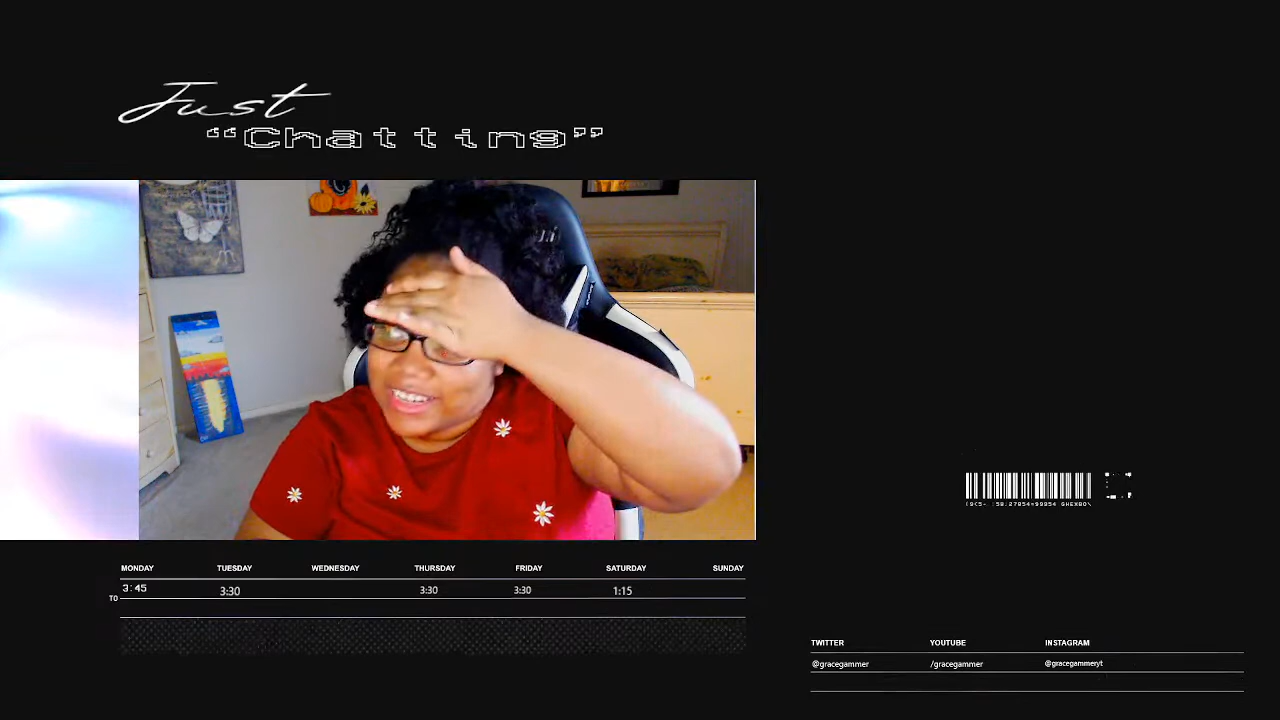 Just
“Chatting”
MONDAY TUESDAY WEDNESDAY THURSDAY FRIDAY SATURDAY SUNDAY
3:45 3:30 3:30 3:30 1:15
TO
TWITTER YOUTUBE INSTAGRAM
@gracegammer /gracegammer @gracegammeryt